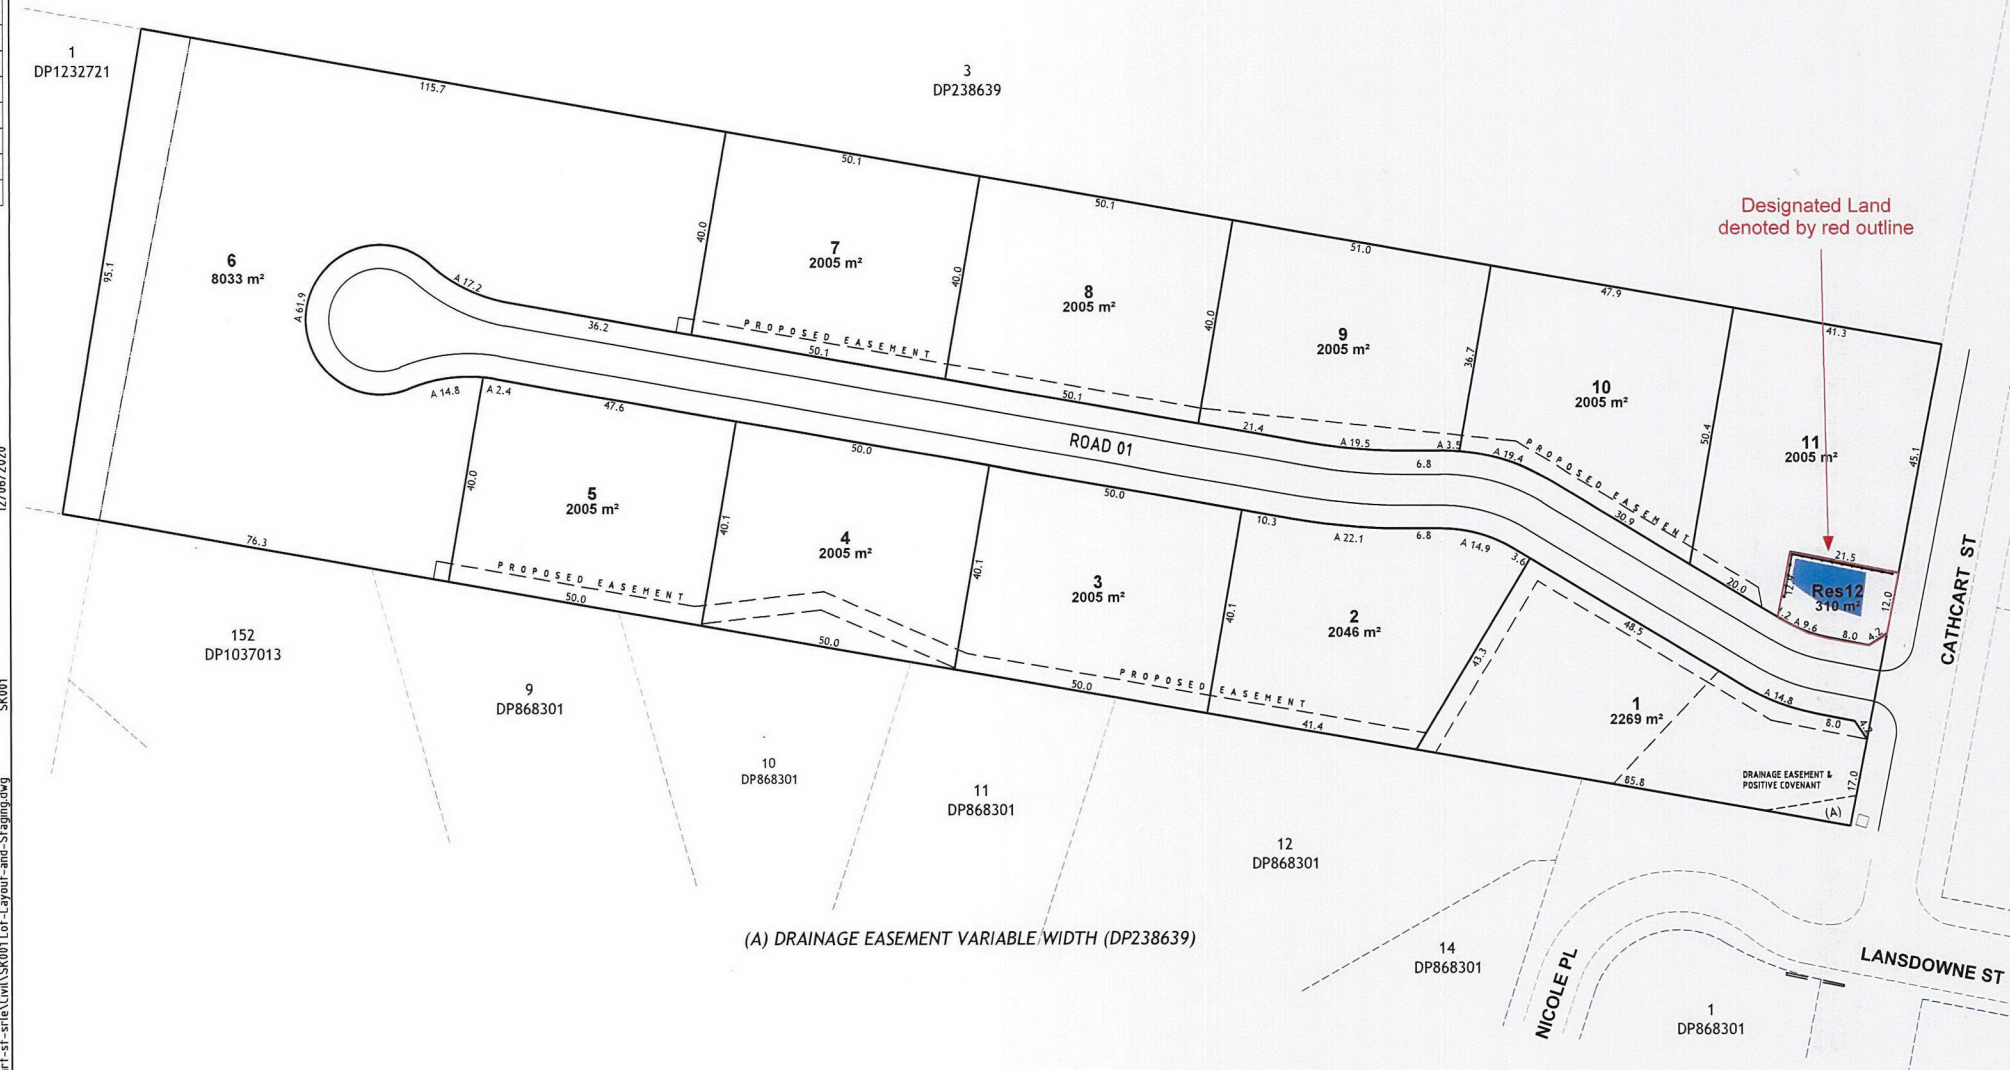 1
DP1232721
3
DP238639
115.7
50.1
50.1
51.0
47.9
41.3
Designated Land
denoted by red outline
95.1
6
8033 m²
A 61.9
A 17.2
36.2
40.0
7
2005 m²
40.0
8
2005 m²
40.0
9
2005 m²
36.7
10
2005 m²
50.4
11
2005 m²
45.1
PROPOSED EASEMENT
50.1
50.1
21.4
A 19.5
A 3.5
6.8
A 19.4
PROPOSED EASEMENT
30.9
20.0
21.5
12.9
Res12
310 m²
12.0
A 9.6
8.0
4.2
CATHCART ST
ROAD 01
A 14.8
A 2.4
47.6
50.0
50.0
10.3
A 22.1
6.8
A 14.9
3.6
48.5
A 14.8
8.0
40.0
5
2005 m²
40.1
4
2005 m²
40.1
3
2005 m²
40.1
2
2046 m²
43.3
1
2269 m²
17.0
76.3
PROPOSED EASEMENT
50.0
50.0
50.0
PROPOSED EASEMENT
41.4
85.8
DRAINAGE EASEMENT &
POSITIVE COVENANT
(A)
152
DP1037013
9
DP868301
10
DP868301
11
DP868301
12
DP868301
14
DP868301
1
DP868301
(A) DRAINAGE EASEMENT VARIABLE WIDTH (DP238639)
NICOLE PL
LANSDOWNE ST
12/06/2020
SK001